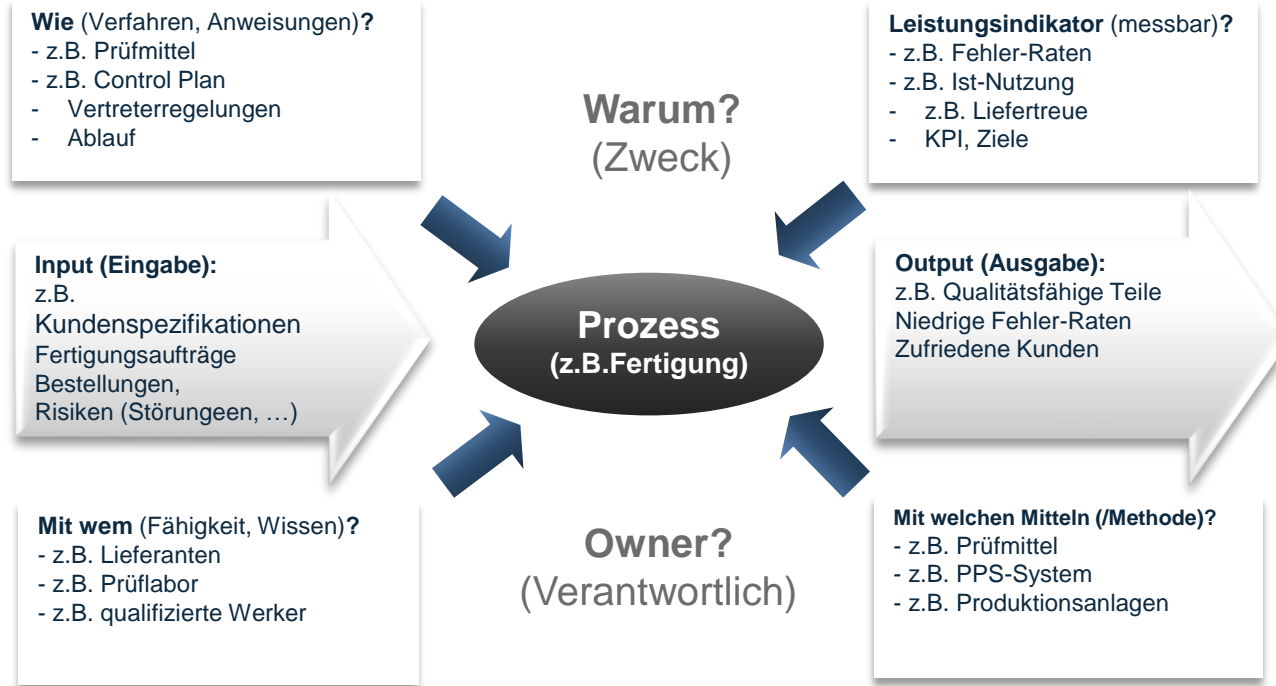 Wie (Verfahren, Anweisungen)?
- z.B. Prüfmittel
- z.B. Control Plan
- Vertreterregelungen
- Ablauf
Warum?
(Zweck)
Leistungsindikator (messbar)?
- z.B. Fehler-Raten
- z.B. Ist-Nutzung
- z.B. Liefertreue
- KPI, Ziele
Input (Eingabe):
z.B.
Kundenspezifikationen
Fertigungsaufträge
Bestellungen,
Risiken (Störungeen, …)
Prozess
(z.B.Fertigung)
Output (Ausgabe):
z.B. Qualitätsfähige Teile
Niedrige Fehler-Raten
Zufriedene Kunden
Mit wem (Fähigkeit, Wissen)?
- z.B. Lieferanten
- z.B. Prüflabor
- z.B. qualifizierte Werker
Owner?
(Verantwortlich)
Mit welchen Mitteln (/Methode)?
- z.B. Prüfmittel
- z.B. PPS-System
- z.B. Produktionsanlagen